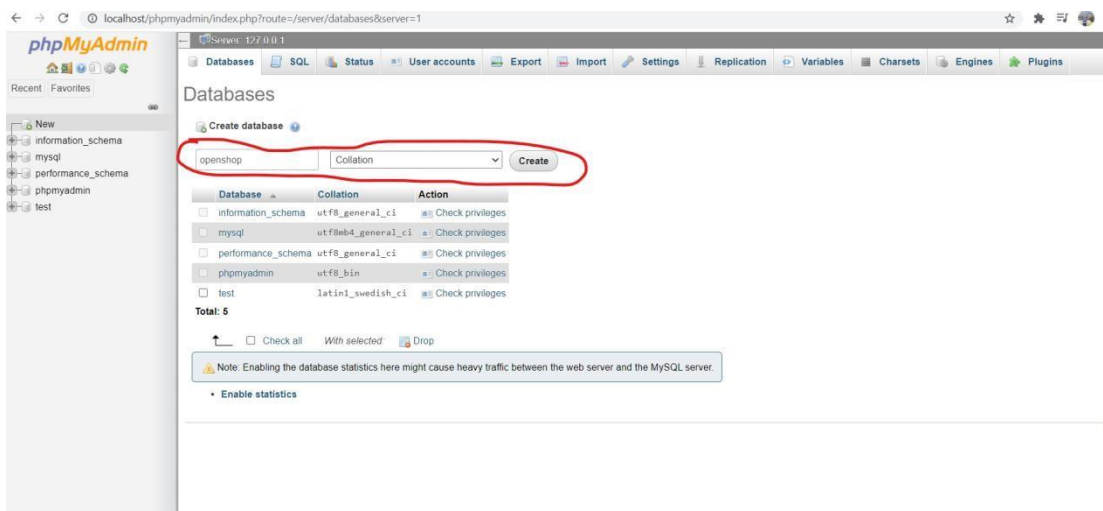 localhost/phpmyadmin/index.php?route=/server/databases&server=1
phpMyAdmin
Recent Favorites
New
information_schema
mysql
performance_schema
phpmyadmin
test
Server: 127.0.0.1
Databases SQL Status User accounts Export Import Settings Replication Variables Charsets Engines Plugins
Databases
Create database
openshop Collation Create
Database Collation Action
information_schema utf8_general_ci Check privileges
mysql utf8mb4_general_ci Check privileges
performance_schema utf8_general_ci Check privileges
phpmyadmin utf8_bin Check privileges
test latin1_swedish_ci Check privileges
Total: 5
Check all With selected: Drop
Note: Enabling the database statistics here might cause heavy traffic between the web server and the MySQL server.
• Enable statistics